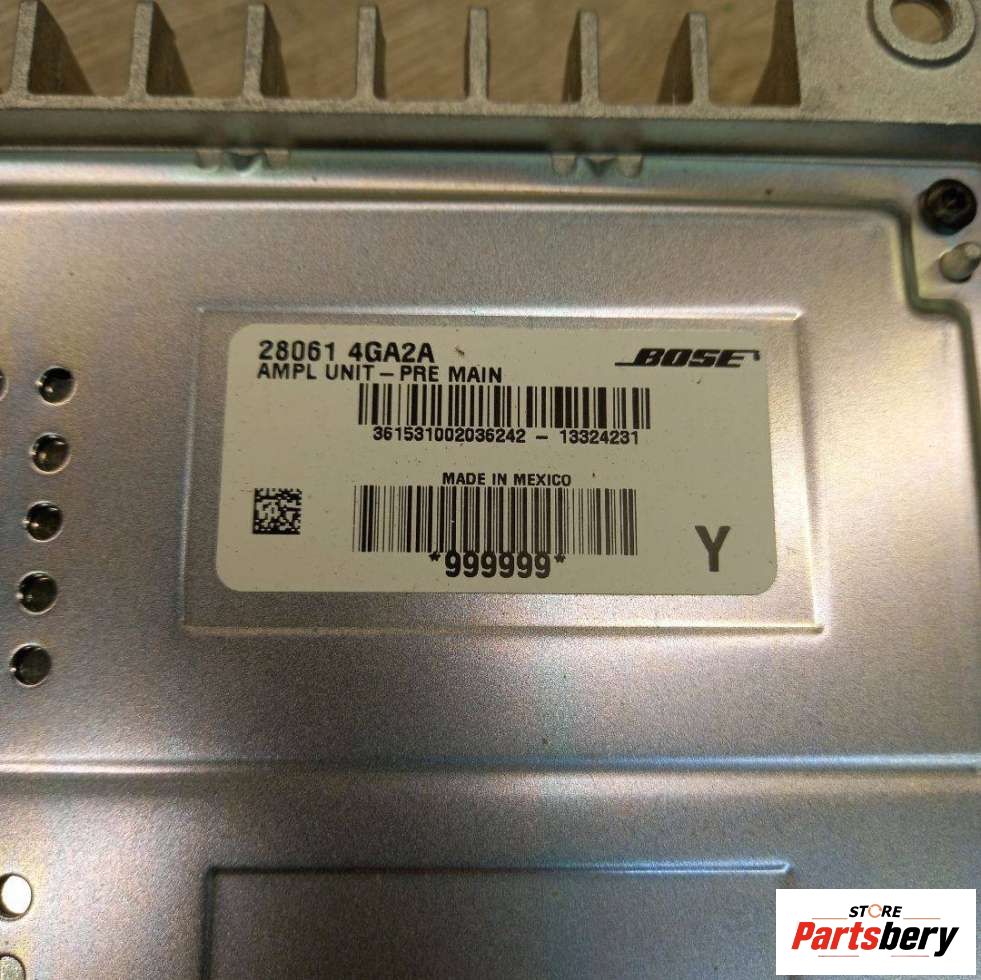 28061 4GA2A
BOSE
AMPL UNIT – PRE MAIN
361531002036242 – 13324231
MADE IN MEXICO
*999999*
Y
STORE
Partsbery